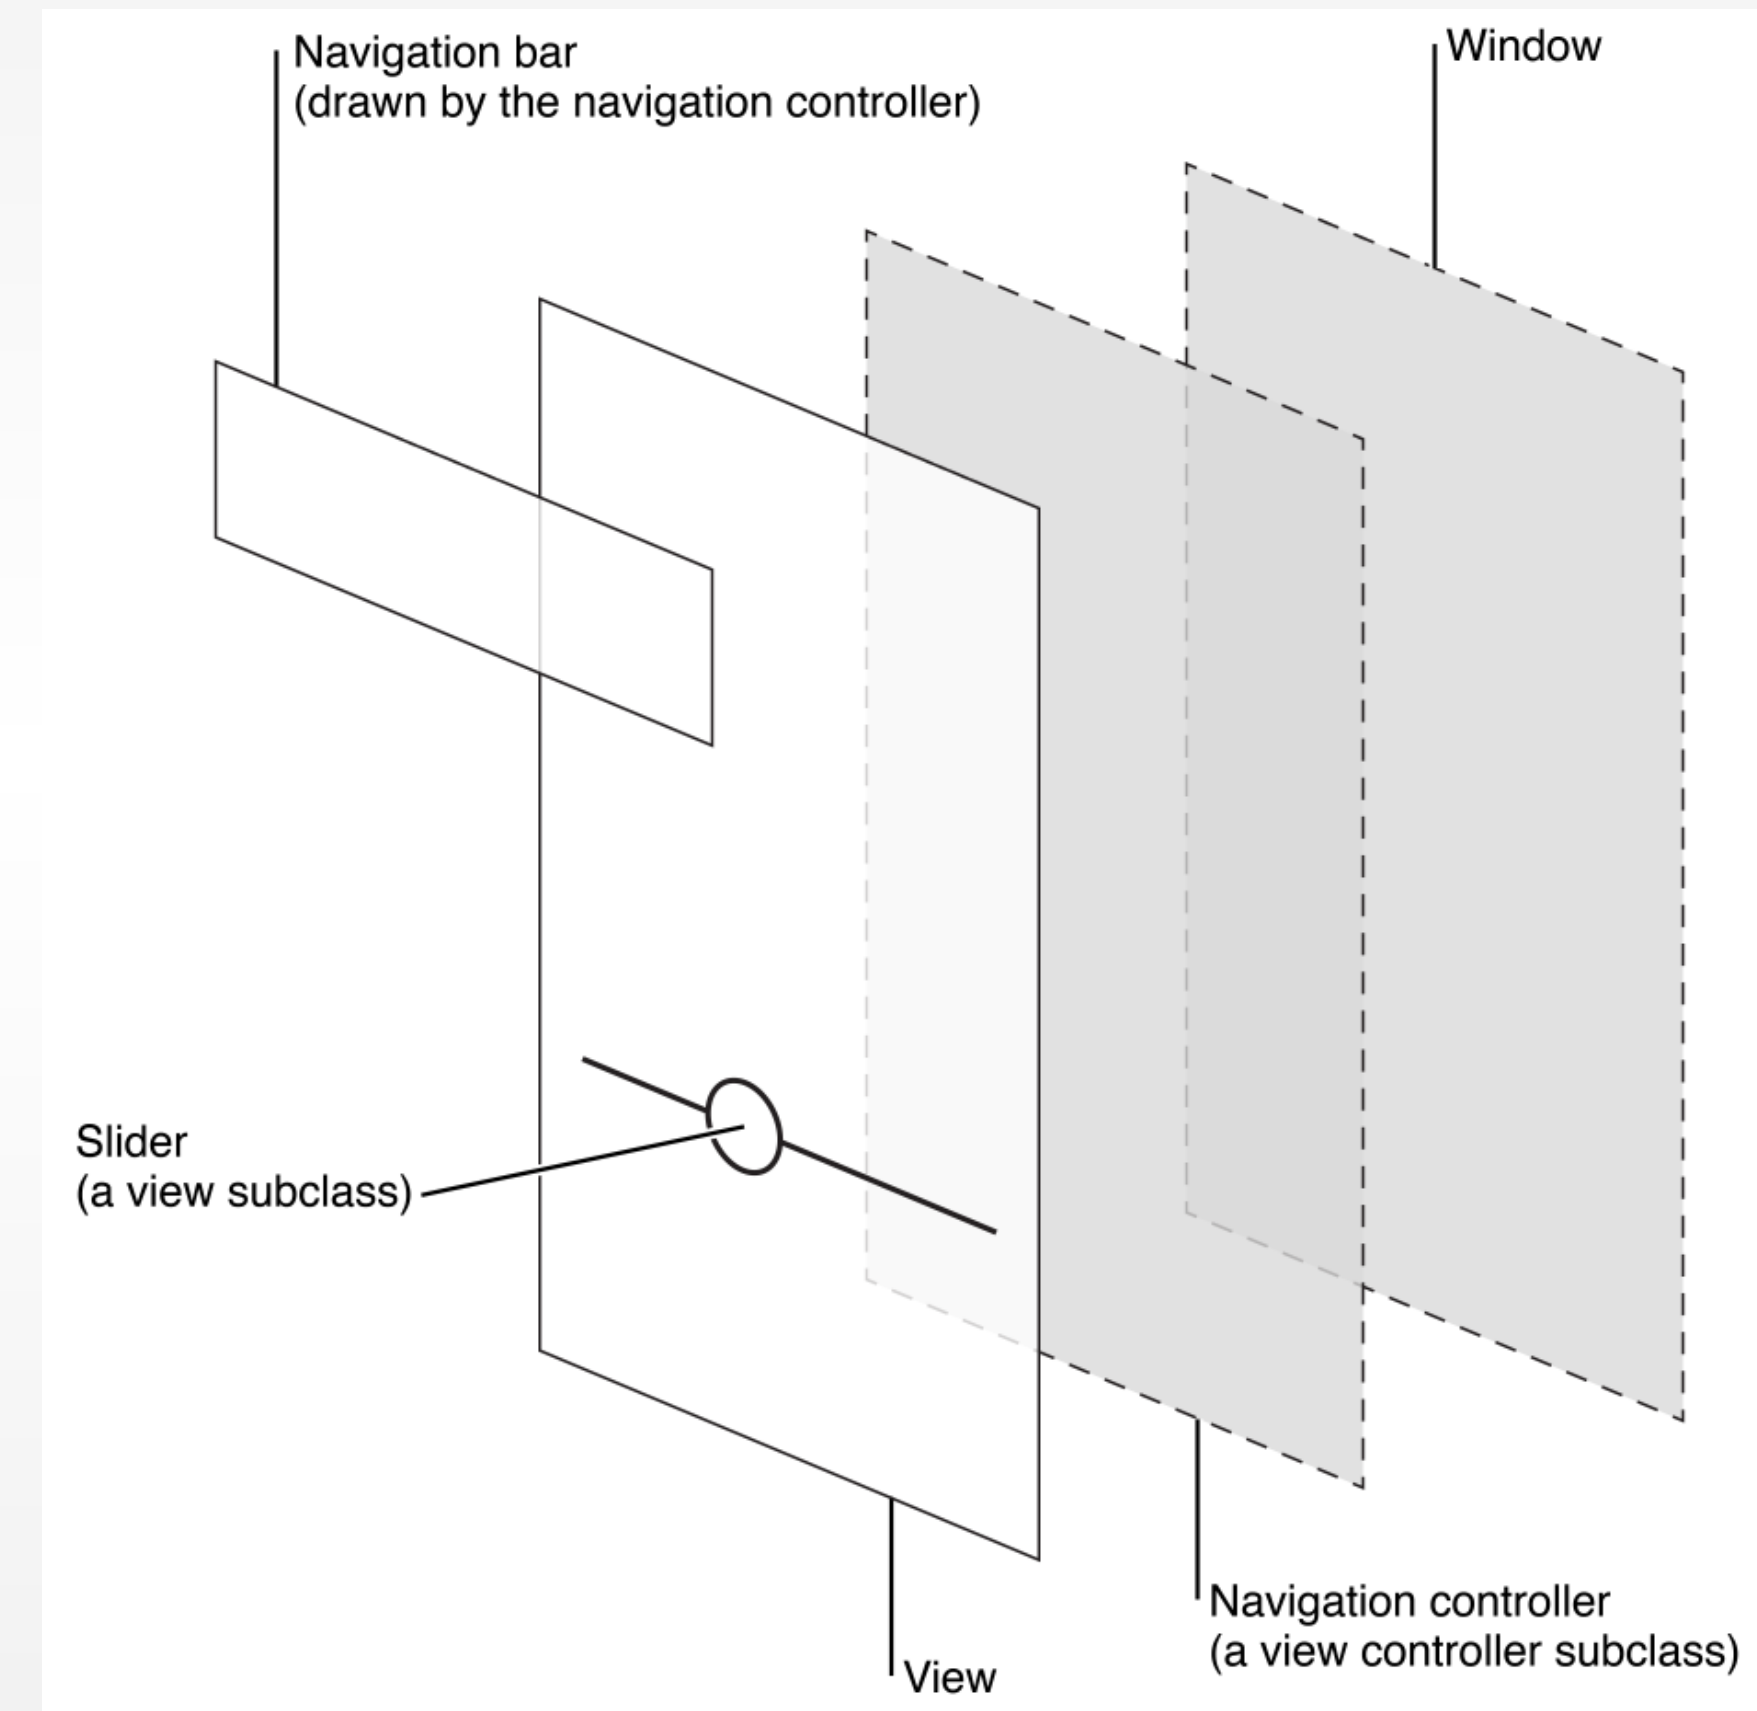 Navigation bar
(drawn by the navigation controller)
Window
Slider
(a view subclass)
Navigation controller
(a view controller subclass)
View